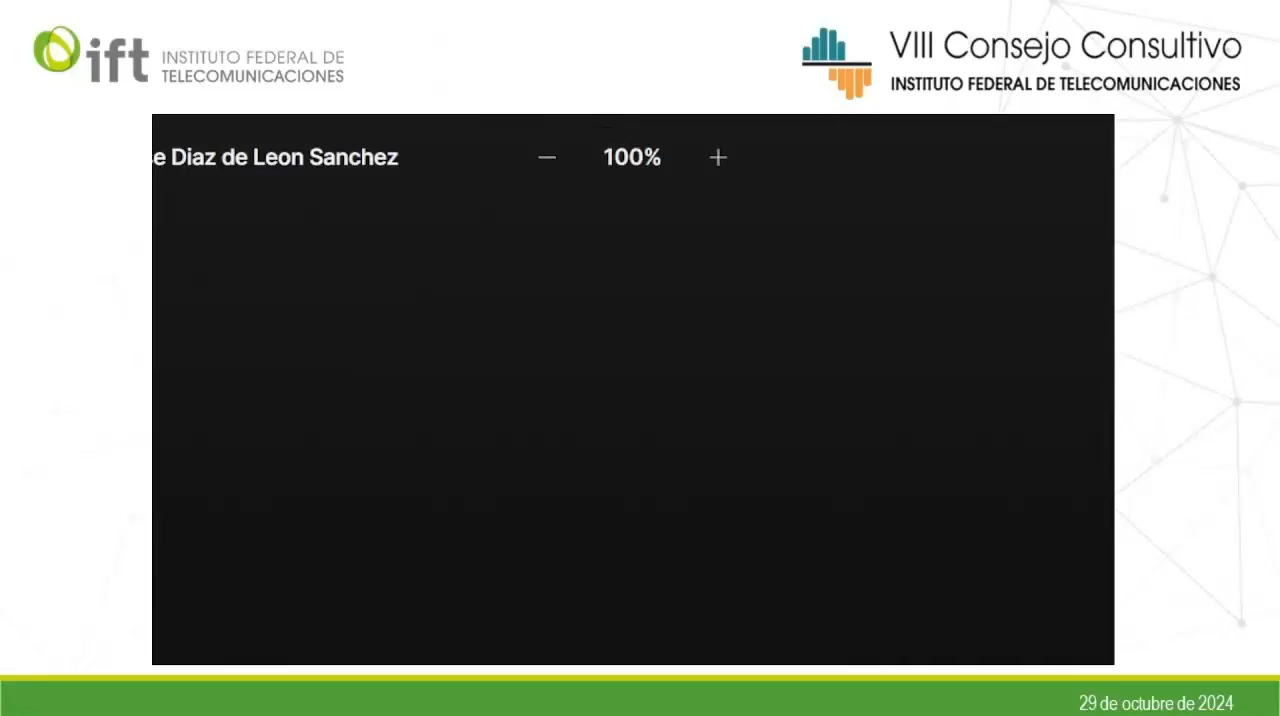 ift
INSTITUTO FEDERAL DE
TELECOMUNICACIONES
VIII Consejo Consultivo
INSTITUTO FEDERAL DE TELECOMUNICACIONES
e Diaz de Leon Sanchez
— 100% +
29 de octubre de 2024